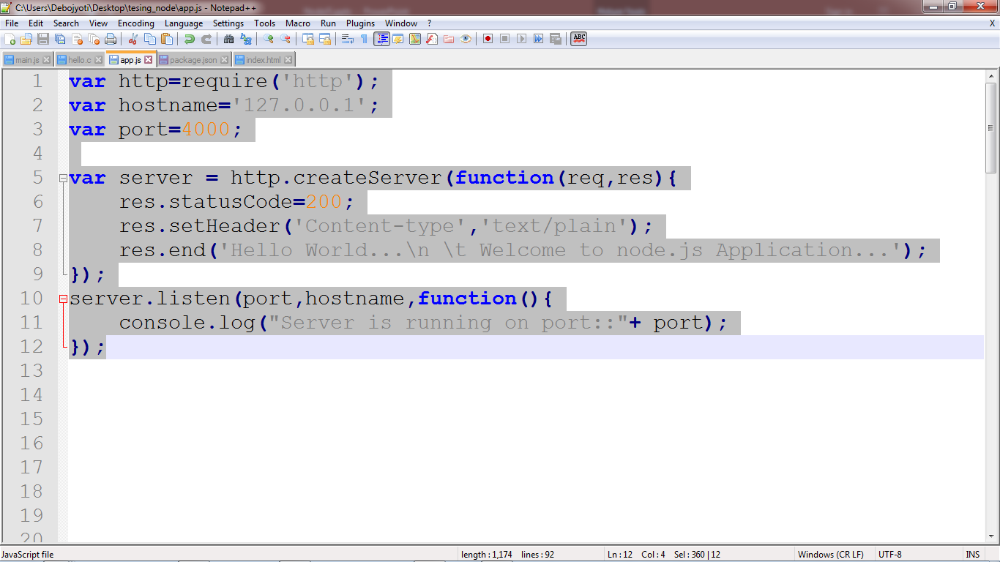 C:\Users\Debojyoti\Desktop\tesing_node\app.js - Notepad++
File Edit Search View Encoding Language Settings Tools Macro Run Plugins Window ? X
ABC
main.js hello.c app.js package.json index.html
1 var http=require('http');
2 var hostname='127.0.0.1';
3 var port=4000;
4
5 var server = http.createServer(function(req,res){
6     res.statusCode=200;
7     res.setHeader('Content-type','text/plain');
8     res.end('Hello World...\n \t Welcome to node.js Application...');
9 });
10 server.listen(port,hostname,function(){
11     console.log("Server is running on port::"+ port);
12 });
13
14
15
16
17
18
19
20
JavaScript file length : 1,174 lines : 92 Ln : 12 Col : 4 Sel : 360 | 12 Windows (CR LF) UTF-8 INS